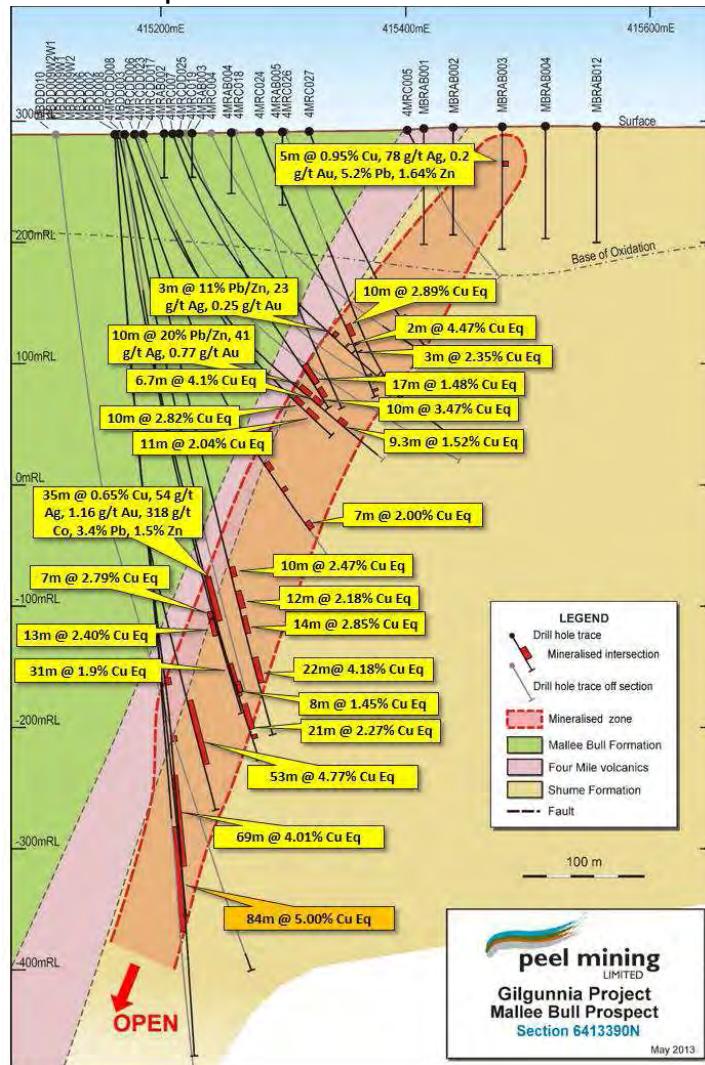 415200mE
415400mE
415600mE
MBDD010
MBDD009W2W1
MBDD009W2
MBDD003
4MRCDD008
4MRCDD006
4MRCDD017
4MRAB012
4MRC007
4MRCDD025
4MRC019
4MRAB003
4MRC004
4MRAB004
4MRC018
4MRC024
4MRAB005
4MRC026
4MRC027
4MRC005
MBRAB001
MBRAB002
MBRAB003
MBRAB004
MBRAB012
300mRL
Surface
5m @ 0.95% Cu, 78 g/t Ag, 0.2
g/t Au, 5.2% Pb, 1.64% Zn
200mRL
Base of Oxidation
3m @ 11% Pb/Zn, 23
g/t Ag, 0.25 g/t Au
10m @ 2.89% Cu Eq
2m @ 4.47% Cu Eq
10m @ 20% Pb/Zn, 41
g/t Ag, 0.77 g/t Au
3m @ 2.35% Cu Eq
100mRL
6.7m @ 4.1% Cu Eq
17m @ 1.48% Cu Eq
10m @ 3.47% Cu Eq
10m @ 2.82% Cu Eq
11m @ 2.04% Cu Eq
9.3m @ 1.52% Cu Eq
0mRL
35m @ 0.65% Cu, 54 g/t
Ag, 1.16 g/t Au, 318 g/t
Co, 3.4% Pb, 1.5% Zn
7m @ 2.00% Cu Eq
10m @ 2.47% Cu Eq
7m @ 2.79% Cu Eq
12m @ 2.18% Cu Eq
-100mRL
14m @ 2.85% Cu Eq
13m @ 2.40% Cu Eq
31m @ 1.9% Cu Eq
22m@ 4.18% Cu Eq
8m @ 1.45% Cu Eq
-200mRL
21m @ 2.27% Cu Eq
53m @ 4.77% Cu Eq
-300mRL
69m @ 4.01% Cu Eq
84m @ 5.00% Cu Eq
-400mRL
OPEN
LEGEND
Drill hole trace
Mineralised intersection
Drill hole trace off section
Mineralised zone
Mallee Bull Formation
Four Mile volcanics
Shume Formation
Fault
100 m
peel mining
LIMITED
Gilgunnia Project
Mallee Bull Prospect
Section 6413390N
May 2013